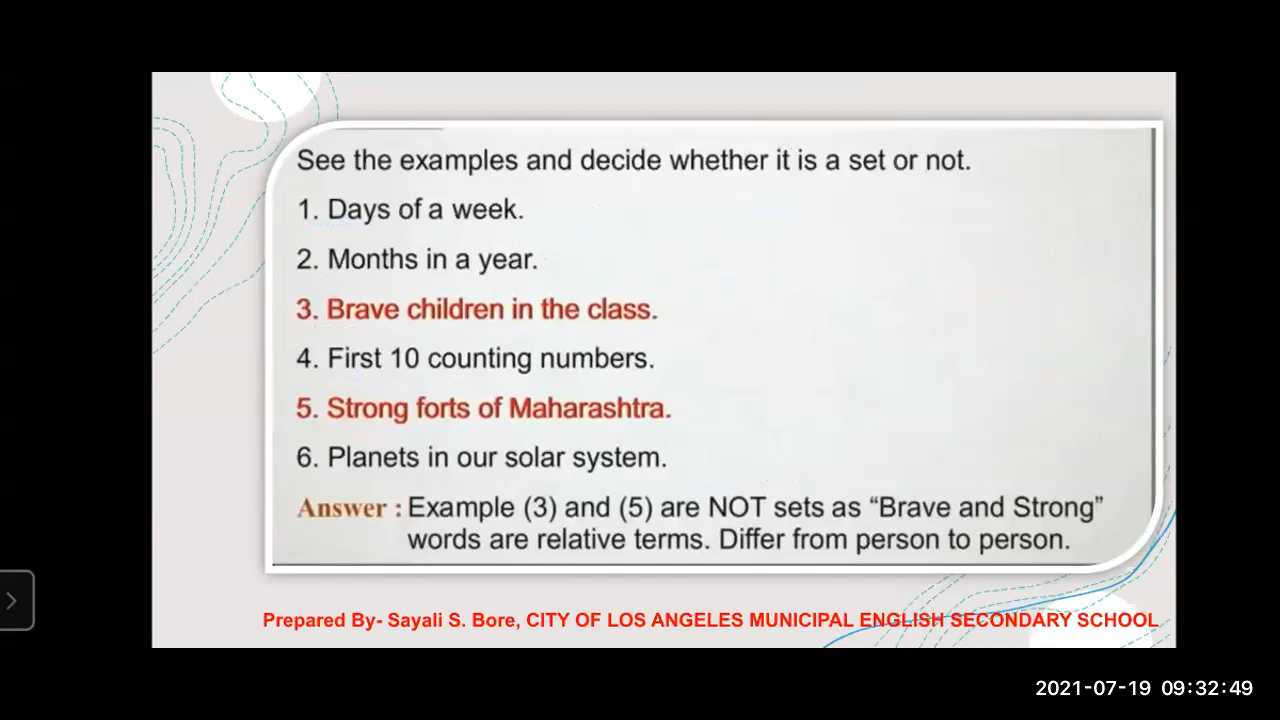 See the examples and decide whether it is a set or not.
1. Days of a week.
2. Months in a year.
3. Brave children in the class.
4. First 10 counting numbers.
5. Strong forts of Maharashtra.
6. Planets in our solar system.
Answer : Example (3) and (5) are NOT sets as “Brave and Strong”
words are relative terms. Differ from person to person.
Prepared By- Sayali S. Bore, CITY OF LOS ANGELES MUNICIPAL ENGLISH SECONDARY SCHOOL
2021-07-19 09:32:49